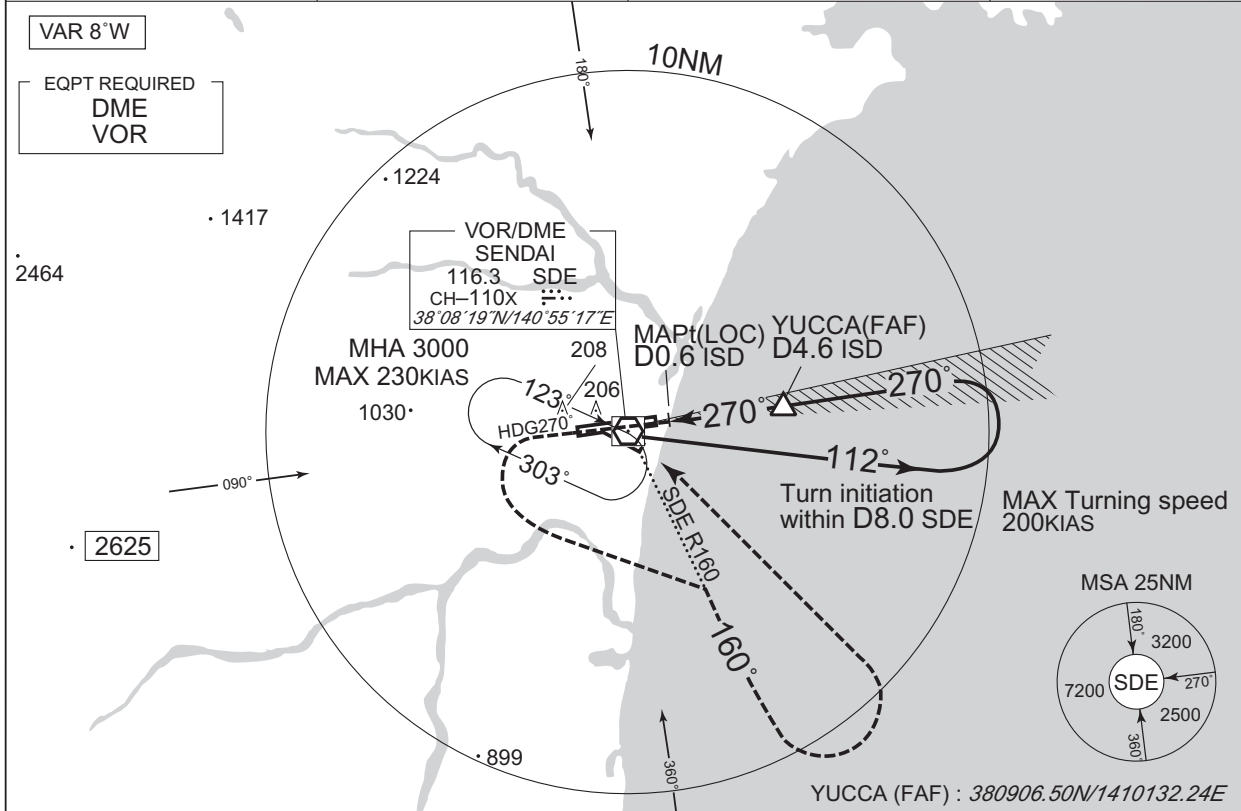 VAR 8°W
EQPT REQUIRED
DME
VOR
10NM
180°
1224
1417
2464
VOR/DME
SENDAI
116.3 SDE
CH–110X
38°08´19˝N/140°55´17˝E
MHA 3000
MAX 230KIAS
1030
208
206
MAPt(LOC)
D0.6 ISD
YUCCA(FAF)
D4.6 ISD
123°
HDG270°
303°
270°
270°
112°
Turn initiation
within D8.0 SDE
MAX Turning speed
200KIAS
090°
2625
SDE R160
160°
899
360°
MSA 25NM
180°
3200
SDE
270°
7200
2500
360°
YUCCA (FAF) : 380906.50N/1410132.24E